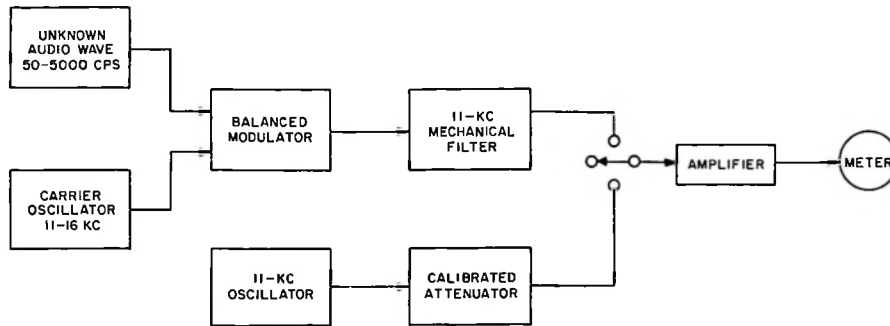 UNKNOWN
AUDIO WAVE
50-5000 CPS
BALANCED
MODULATOR
11-KC
MECHANICAL
FILTER
AMPLIFIER
METER
CARRIER
OSCILLATOR
11-16 KC
11-KC
OSCILLATOR
CALIBRATED
ATTENUATOR